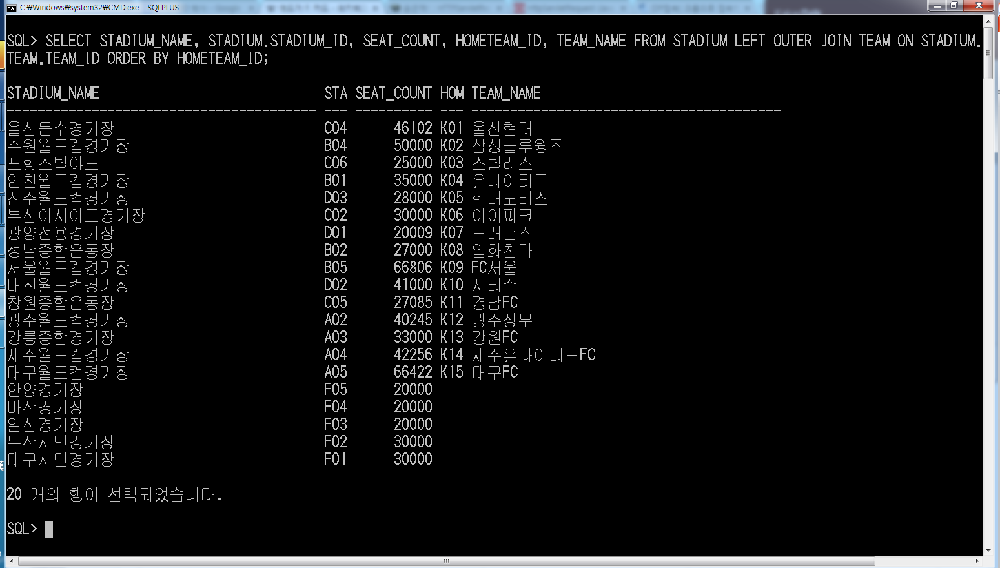 C:₩Windows₩system32₩CMD.exe - SQLPLUS
SQL> SELECT STADIUM_NAME, STADIUM.STADIUM_ID, SEAT_COUNT, HOMETEAM_ID, TEAM_NAME FROM STADIUM LEFT OUTER JOIN TEAM ON STADIUM.
TEAM.TEAM_ID ORDER BY HOMETEAM_ID;
STADIUM_NAME STA SEAT_COUNT HOM TEAM_NAME
---------------------------------------- --- ---------- --- ----------------------------------------
울산문수경기장 C04 46102 K01 울산현대
수원월드컵경기장 B04 50000 K02 삼성블루윙즈
포항스틸야드 C06 25000 K03 스틸러스
인천월드컵경기장 B01 35000 K04 유나이티드
전주월드컵경기장 D03 28000 K05 현대모터스
부산아시아드경기장 C02 30000 K06 아이파크
광양전용경기장 D01 20009 K07 드래곤즈
성남종합운동장 B02 27000 K08 일화천마
서울월드컵경기장 B05 66806 K09 FC서울
대전월드컵경기장 D02 41000 K10 시티즌
창원종합운동장 C05 27085 K11 경남FC
광주월드컵경기장 A02 40245 K12 광주상무
강릉종합경기장 A03 33000 K13 강원FC
제주월드컵경기장 A04 42256 K14 제주유나이티드FC
대구월드컵경기장 A05 66422 K15 대구FC
안양경기장 F05 20000
마산경기장 F04 20000
일산경기장 F03 20000
부산시민경기장 F02 30000
대구시민경기장 F01 30000
20 개의 행이 선택되었습니다.
SQL>